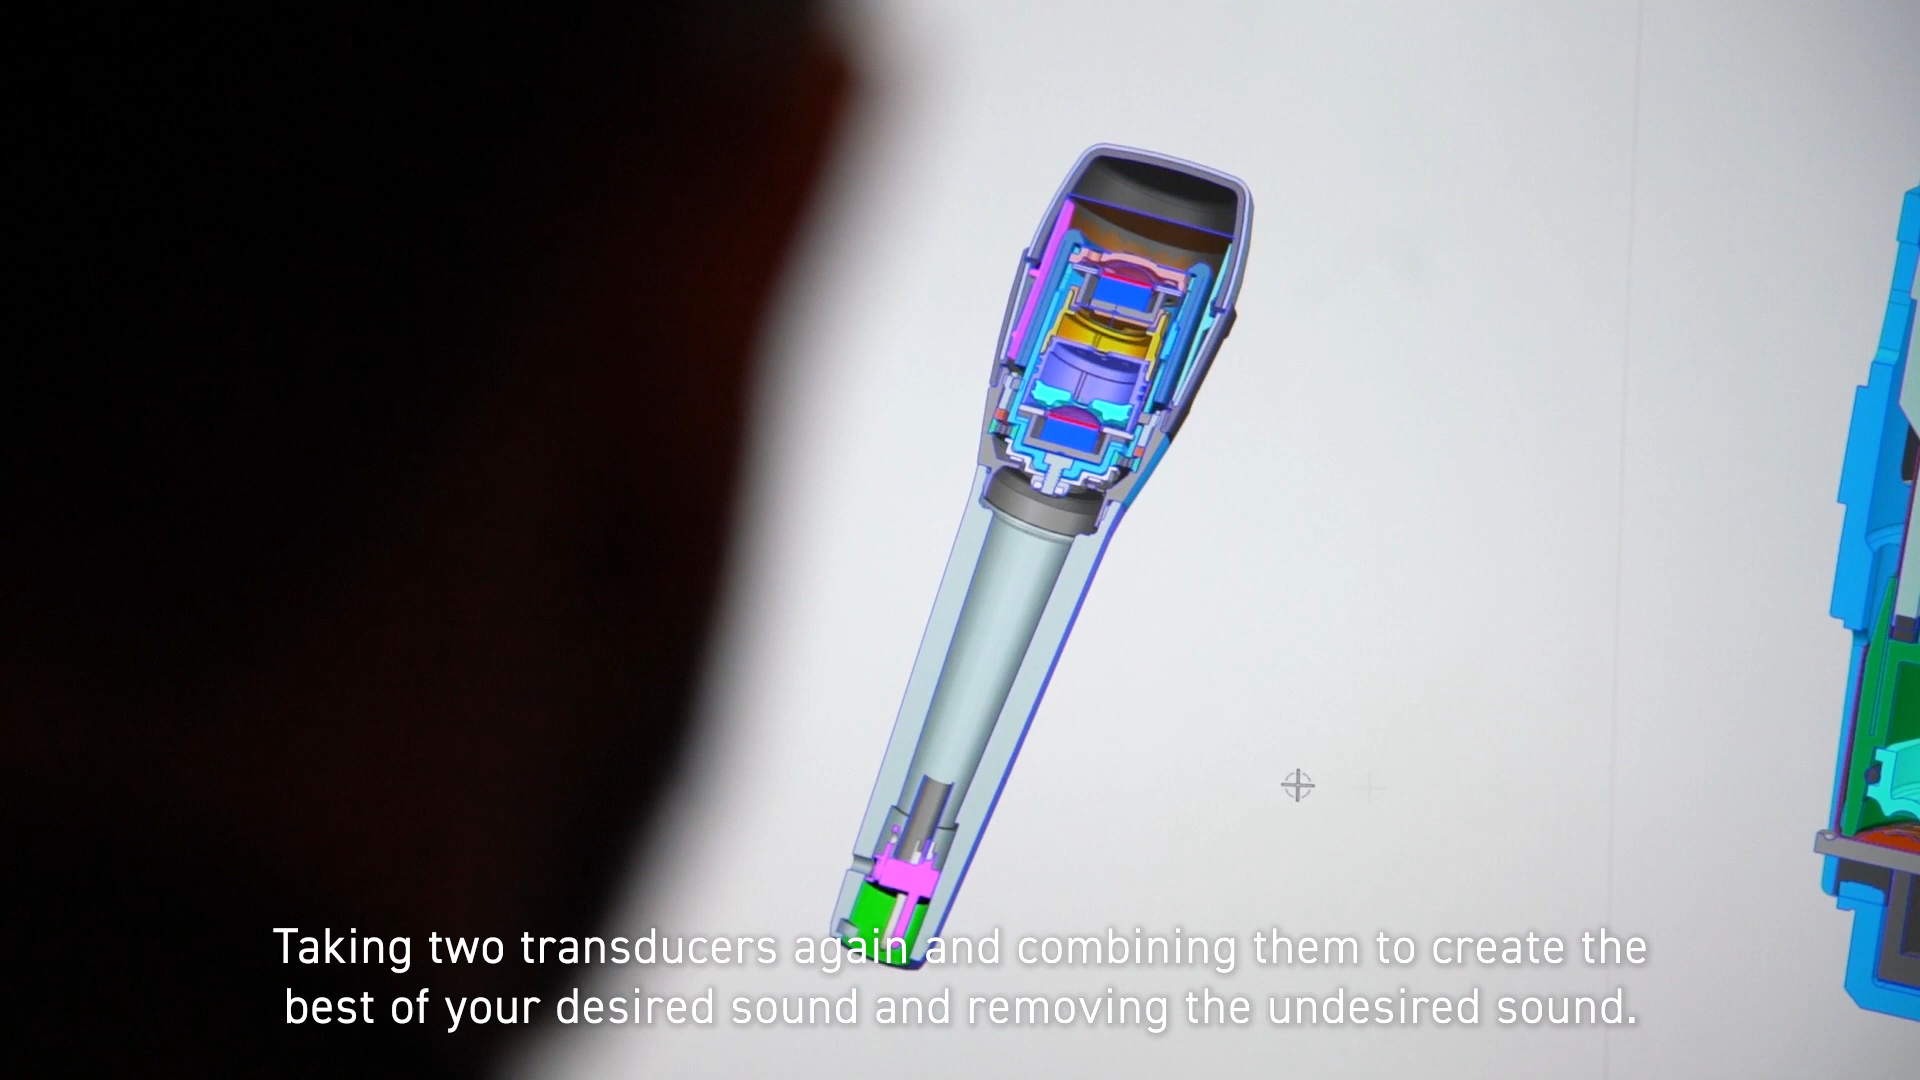 Taking two transducers again and combining them to create the
best of your desired sound and removing the undesired sound.